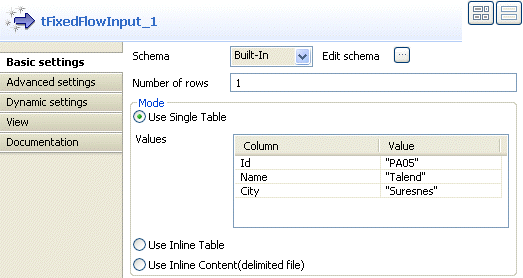 tFixedFlowInput_1
Basic settings
Advanced settings
Dynamic settings
View
Documentation
Schema Built-In Edit schema ...
Number of rows 1
Mode
Use Single Table
Values
Column Value
Id "PA05"
Name "Talend"
City "Suresnes"
Use Inline Table
Use Inline Content(delimited file)